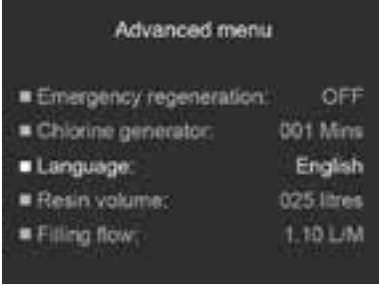 Advanced menu
Emergency regeneration: OFF
Chlorine generator: 001 Mins
Language: English
Resin volume: 025 litres
Filling flow: 1.10 L/M